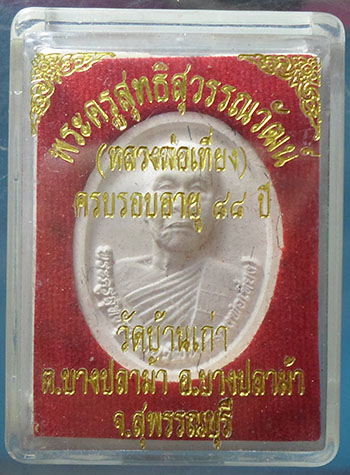 พระครูสุทธิสุวรรณวัฒน์
(หลวงพ่อเที่ยง)
ครบรอบอายุ ๘๘ ปี
วัดบ้านเก่า
ต.บางปลาม้า อ.บางปลาม้า
จ.สุพรรณบุรี